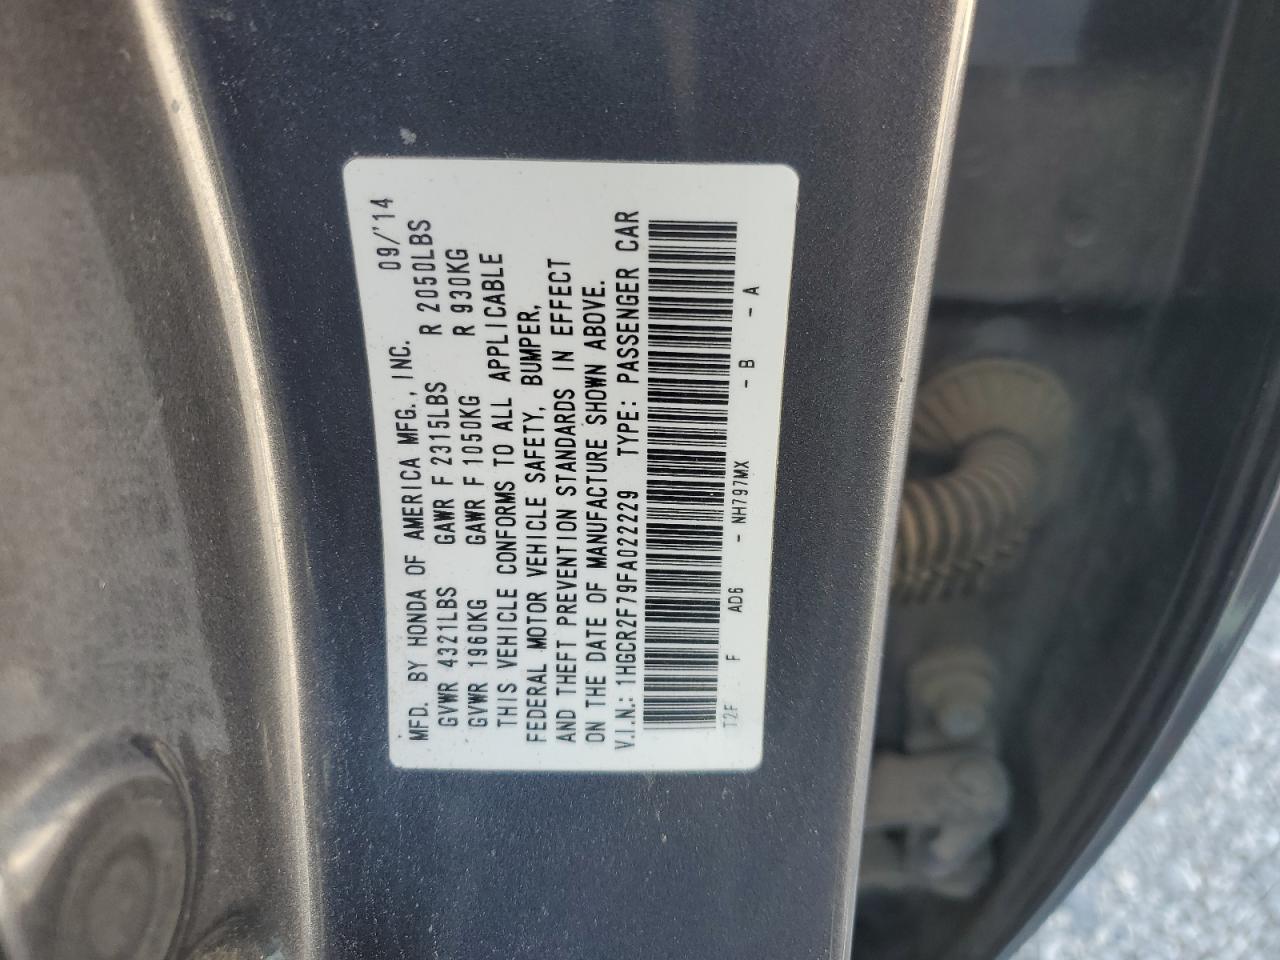 MFD. BY HONDA OF AMERICA MFG., INC. 09/'14
GVWR 4321LBS GAWR F 2315LBS R 2050LBS
GVWR 1960KG GAWR F 1050KG R 930KG
THIS VEHICLE CONFORMS TO ALL APPLICABLE
FEDERAL MOTOR VEHICLE SAFETY, BUMPER,
AND THEFT PREVENTION STANDARDS IN EFFECT
ON THE DATE OF MANUFACTURE SHOWN ABOVE.
V.I.N.: 1HGCR2F79FA022229 TYPE: PASSENGER CAR
T2F - F AD6 - NH797MX - B - A